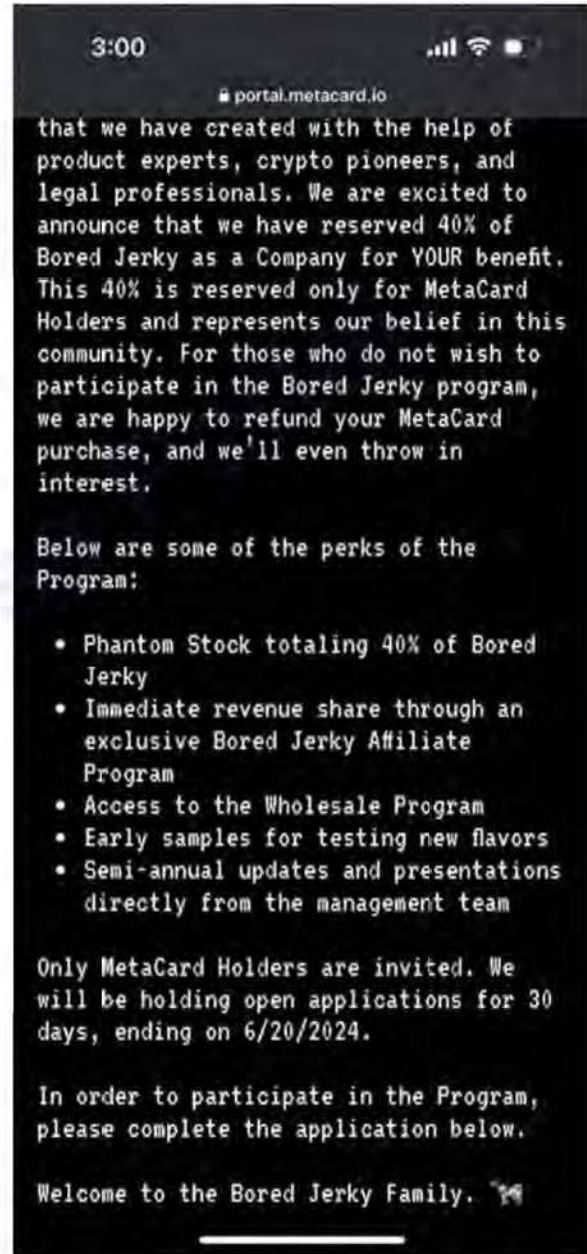 3:00
portal.metacard.io
that we have created with the help of
product experts, crypto pioneers, and
legal professionals. We are excited to
announce that we have reserved 40% of
Bored Jerky as a Company for YOUR benefit.
This 40% is reserved only for MetaCard
Holders and represents our belief in this
community. For those who do not wish to
participate in the Bored Jerky program,
we are happy to refund your MetaCard
purchase, and we'll even throw in
interest.
Below are some of the perks of the
Program:
• Phantom Stock totaling 40% of Bored
Jerky
• Immediate revenue share through an
exclusive Bored Jerky Affiliate
Program
• Access to the Wholesale Program
• Early samples for testing new flavors
• Semi-annual updates and presentations
directly from the management team
Only MetaCard Holders are invited. We
will be holding open applications for 30
days, ending on 6/20/2024.
In order to participate in the Program,
please complete the application below.
Welcome to the Bored Jerky Family.